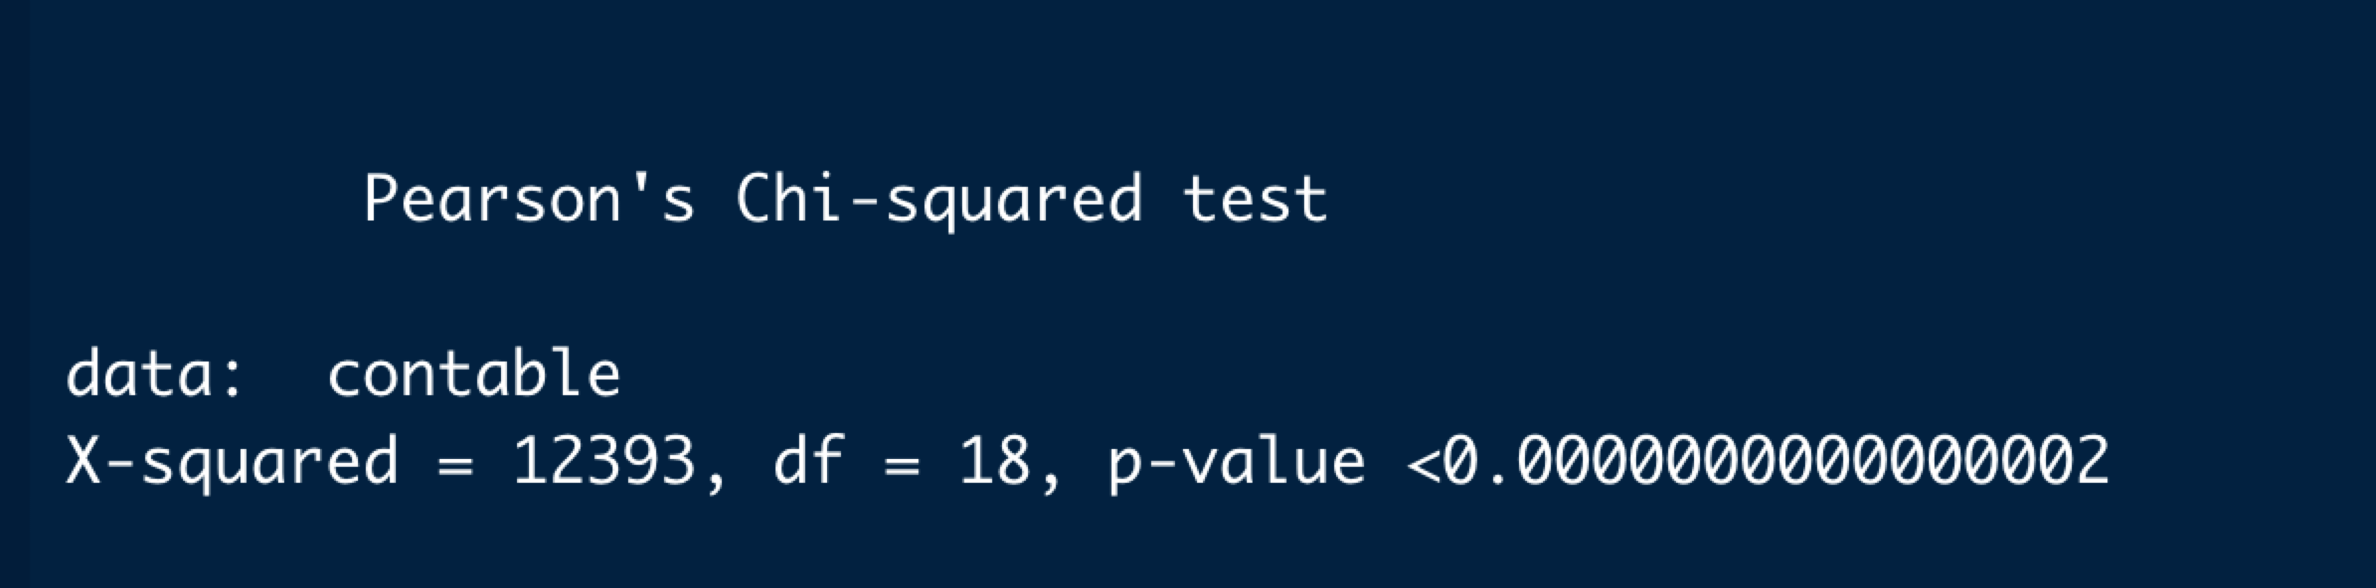 Pearson's Chi-squared test
data:  contable
X-squared = 12393, df = 18, p-value <0.0000000000000002